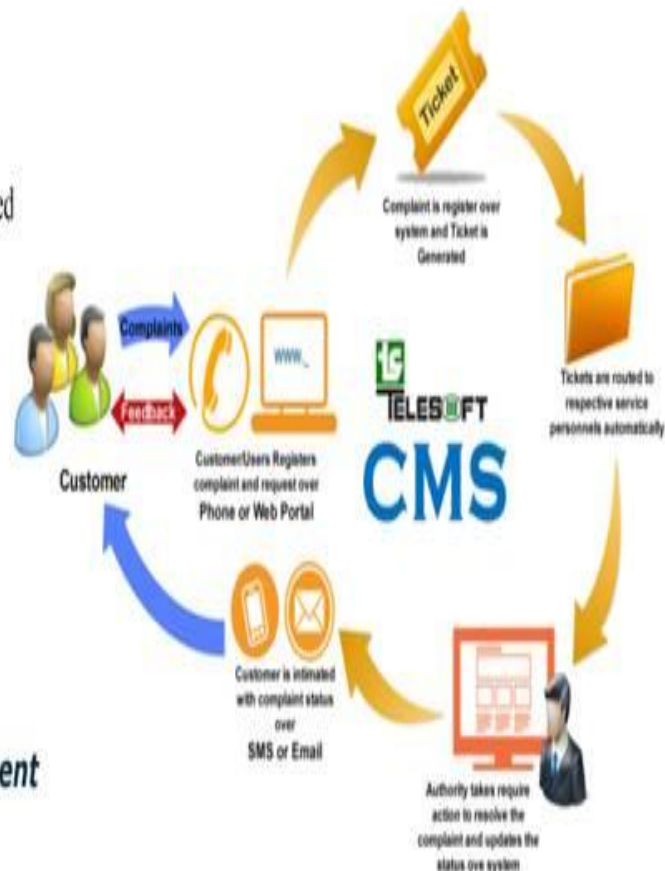 ed
Ticket
Complaint is register over
system and Ticket is
Generated
Complaints
Feedback
Customer
www._
Customer/Users Registers
complaint and request over
Phone or Web Portal
ts
TELESOFT
CMS
Tickets are routed to
respective service
personnels automatically
Customer is intimated
with complaint status
over
SMS or Email
Authority takes require
action to resolve the
complaint and updates the
status ove system
ent